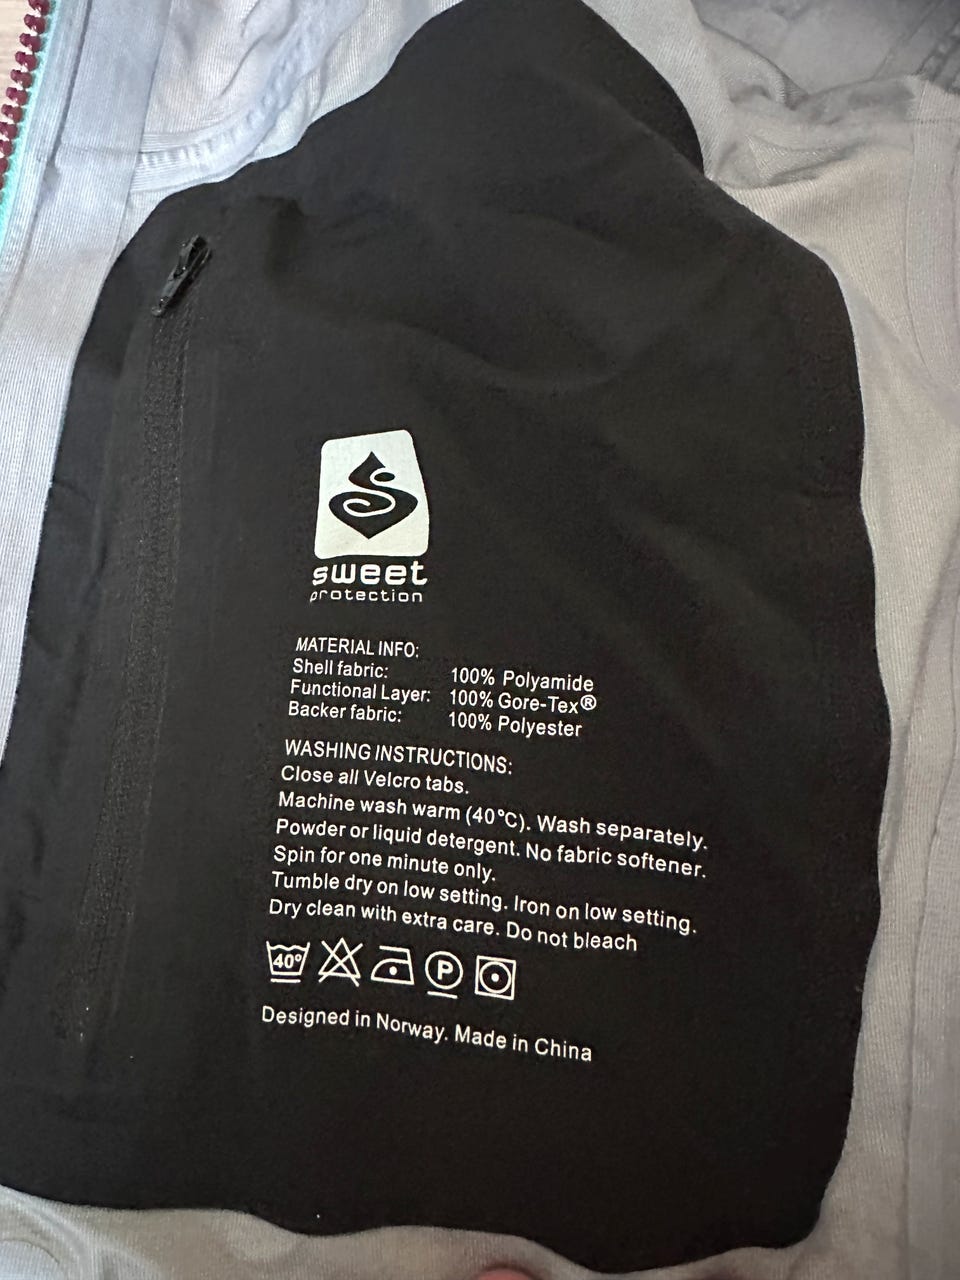 sweet
protection
MATERIAL INFO:
Shell fabric: 100% Polyamide
Functional Layer: 100% Gore-Tex®
Backer fabric: 100% Polyester
WASHING INSTRUCTIONS:
Close all Velcro tabs.
Machine wash warm (40°C). Wash separately.
Powder or liquid detergent. No fabric softener.
Spin for one minute only.
Tumble dry on low setting. Iron on low setting.
Dry clean with extra care. Do not bleach
40° P
Designed in Norway. Made in China